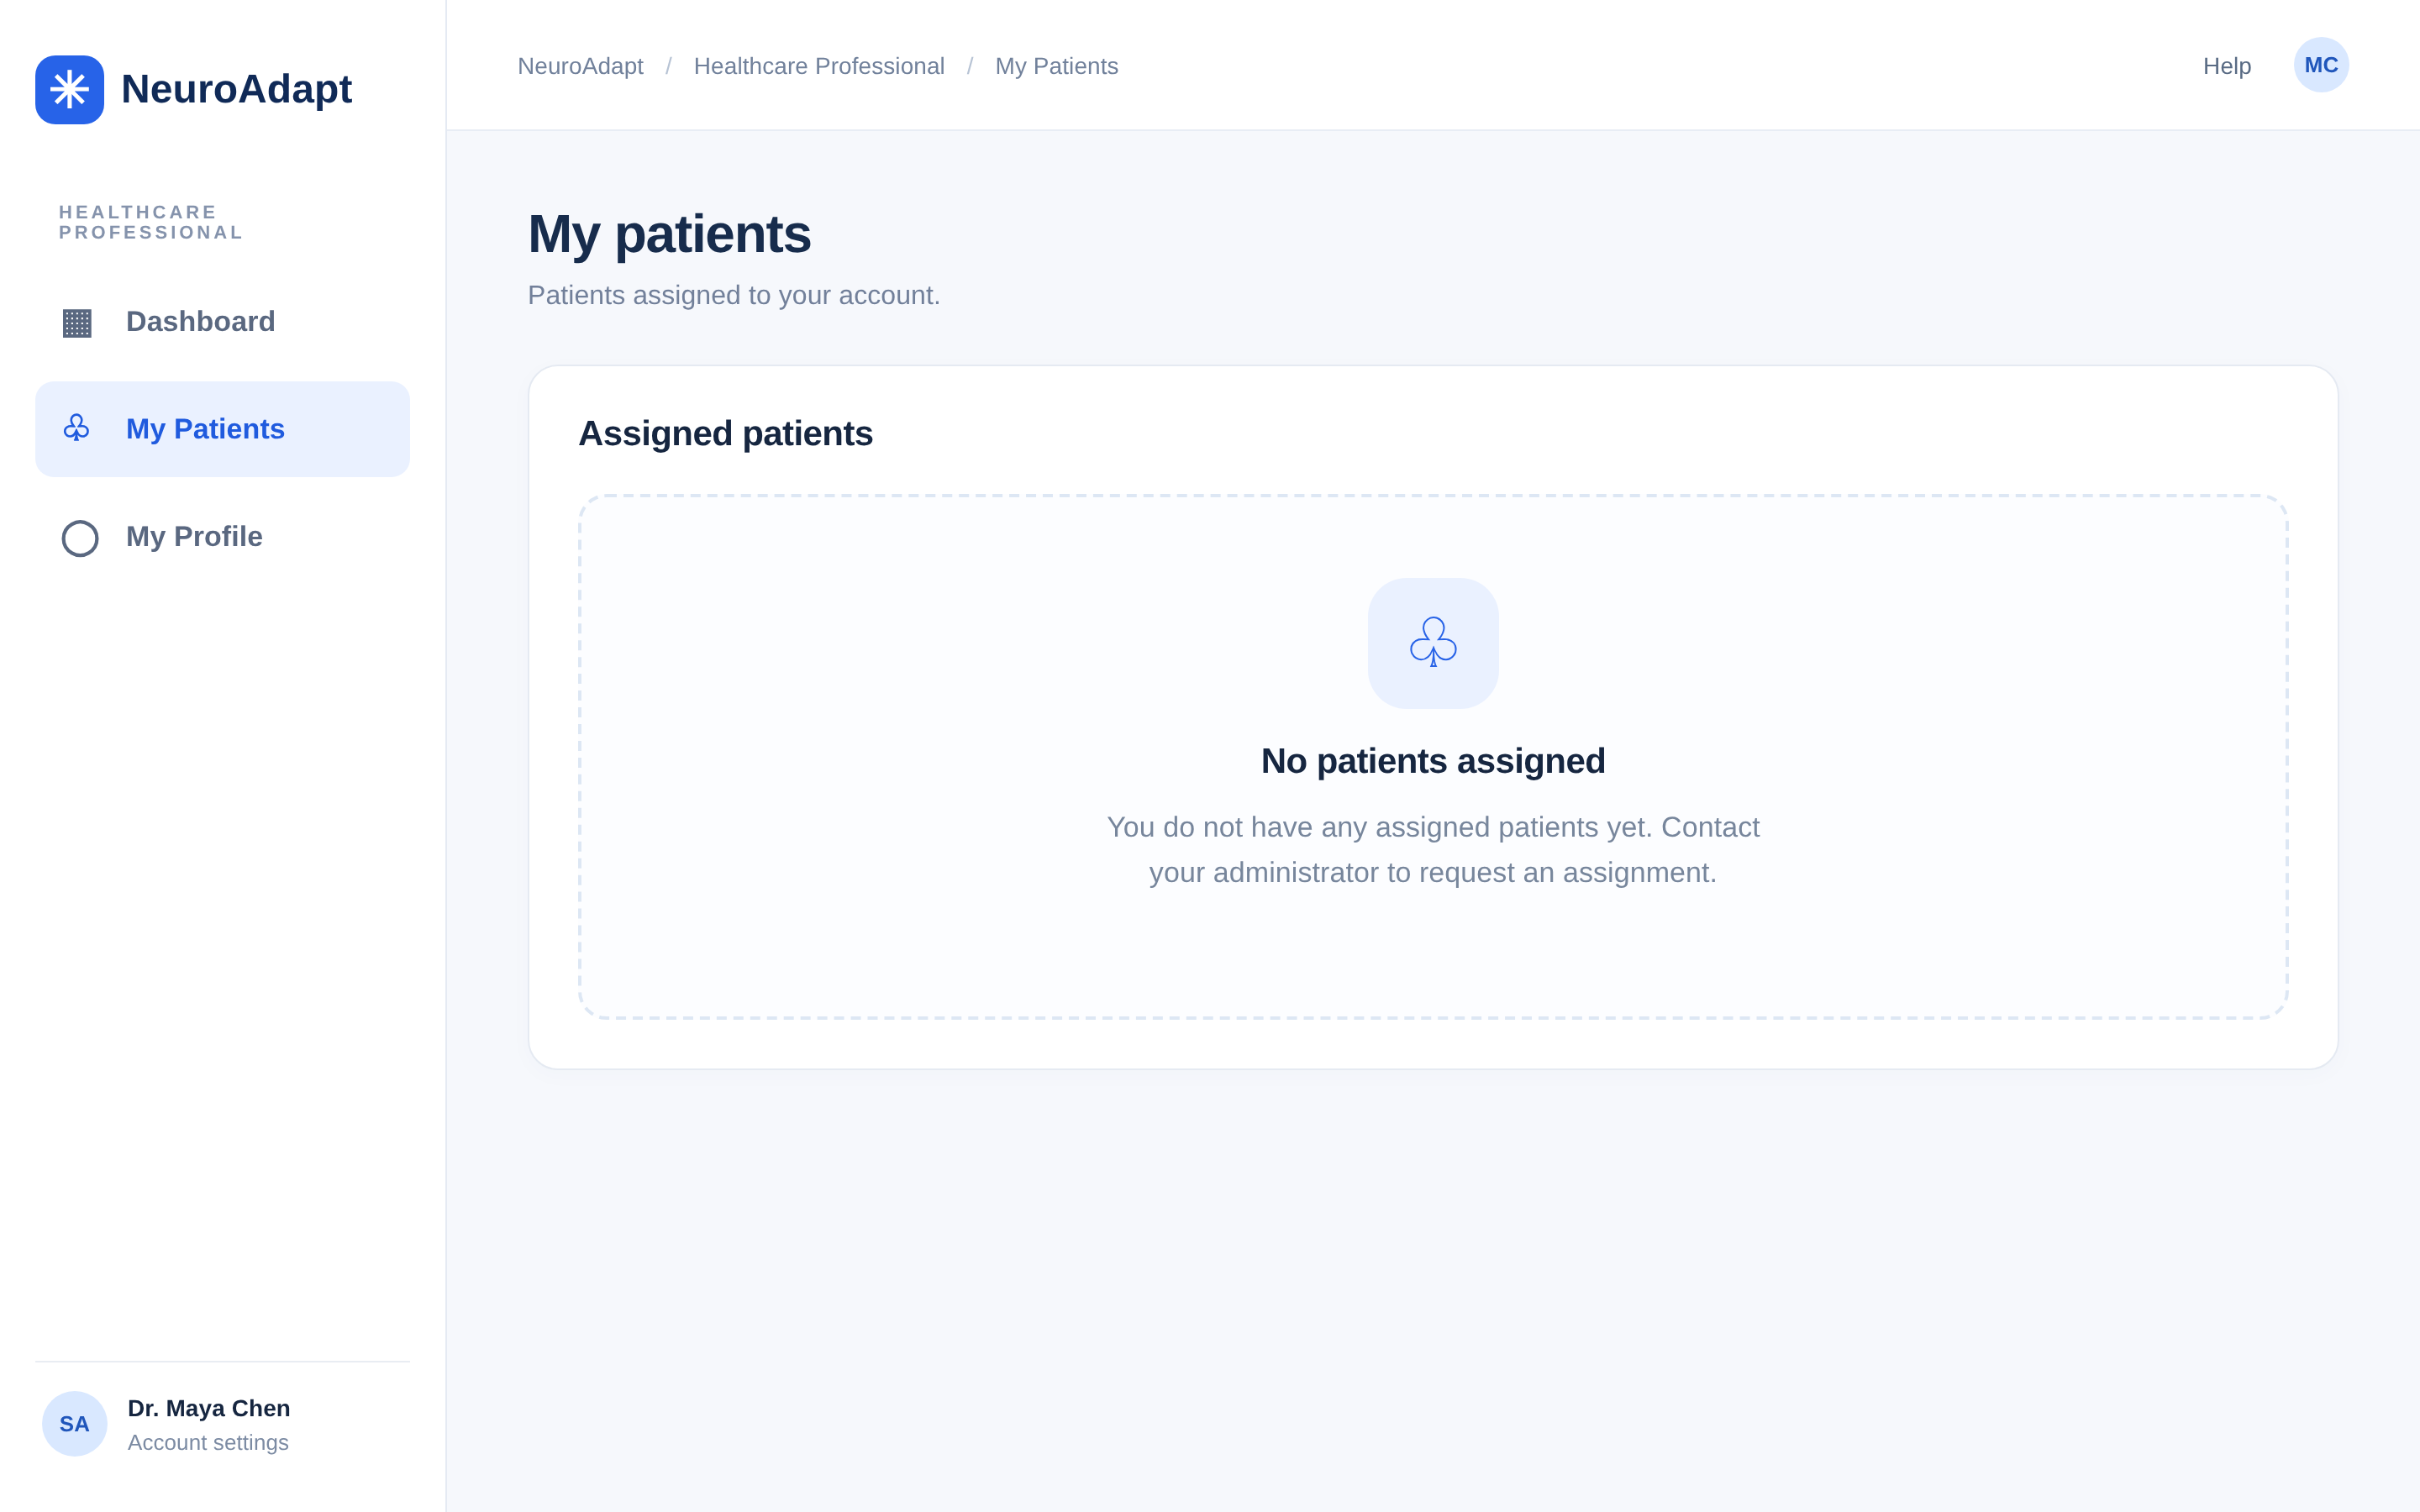 NeuroAdapt
HEALTHCARE
PROFESSIONAL
Dashboard
My Patients
My Profile
SA
Dr. Maya Chen
Account settings
NeuroAdapt / Healthcare Professional / My Patients
Help
MC
My patients
Patients assigned to your account.
Assigned patients
No patients assigned
You do not have any assigned patients yet. Contact
your administrator to request an assignment.